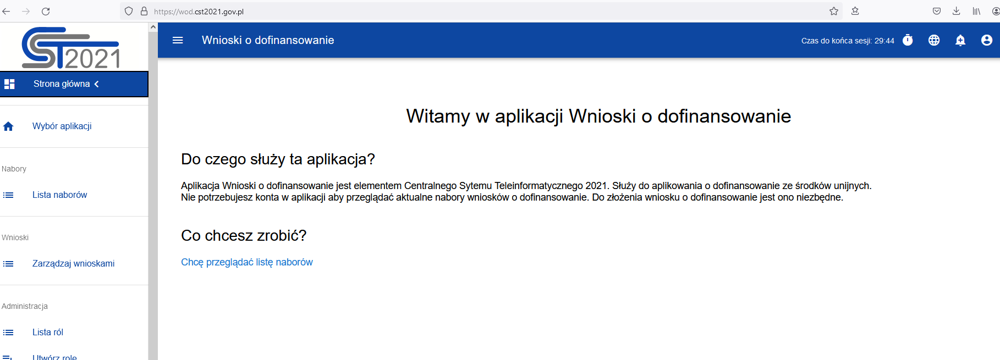 https://wod.cst2021.gov.pl
CST2021
Wnioski o dofinansowanie
Czas do końca sesji: 29:44
Strona główna
Wybór aplikacji
Nabory
Lista naborów
Wnioski
Zarządzaj wnioskami
Administracja
Lista ról
Utwórz rolę
Witamy w aplikacji Wnioski o dofinansowanie
Do czego służy ta aplikacja?
Aplikacja Wnioski o dofinansowanie jest elementem Centralnego Sytemu Teleinformatycznego 2021. Służy do aplikowania o dofinansowanie ze środków unijnych.
Nie potrzebujesz konta w aplikacji aby przeglądać aktualne nabory wniosków o dofinansowanie. Do złożenia wniosku o dofinansowanie jest ono niezbędne.
Co chcesz zrobić?
Chcę przeglądać listę naborów